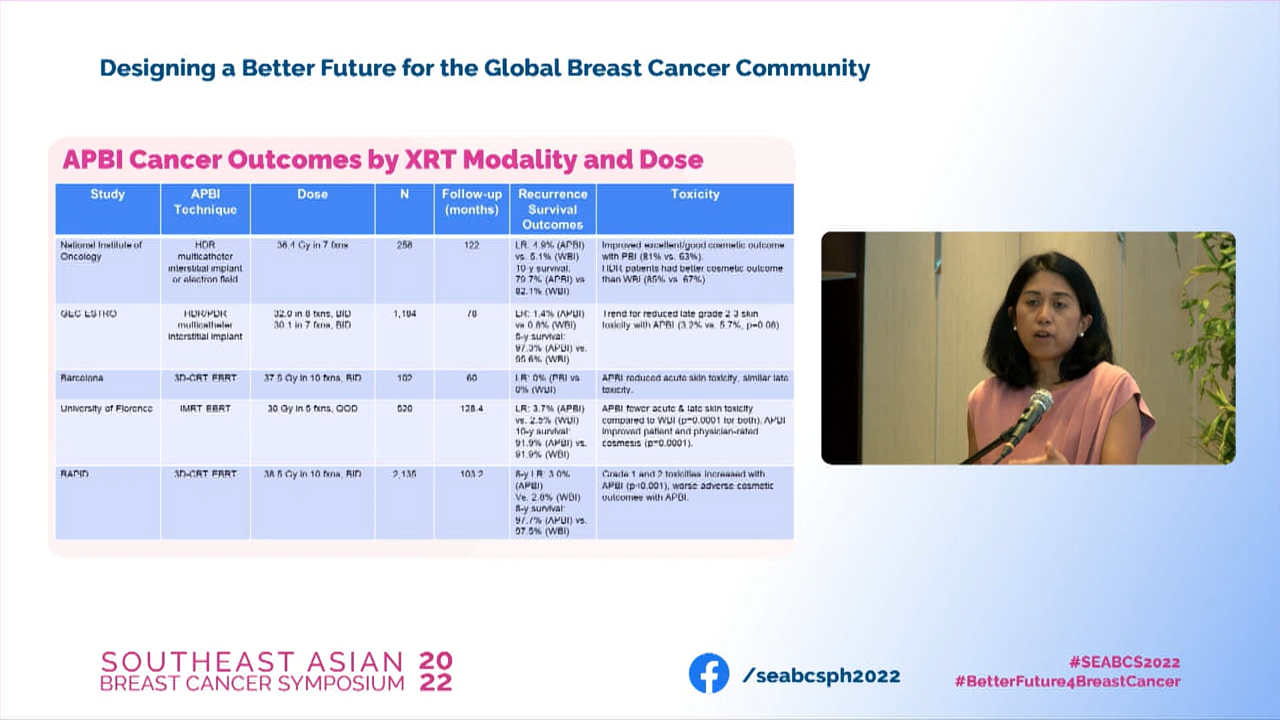 Designing a Better Future for the Global Breast Cancer Community
APBI Cancer Outcomes by XRT Modality and Dose
Study
APBI
Technique
Dose
N
Follow-up
(months)
Recurrence
Survival
Outcomes
Toxicity
National Institute of
Oncology
HDR
multicatheter
interstitial implant
or electron field
36.4 Gy in 7 fxns
258
122
LR: 4.9% (APBI)
vs. 5.1% (WBI)
10-y survival:
79.7% (APBI) vs
82.1% (WBI)
Improved excellent/good cosmetic outcome
with PBI (81% vs. 63%).
HDR patients had better cosmetic outcome
than WBI (85% vs. 67%)
GEC ESTRO
HDR/PDR
multicatheter
interstitial implant
32.0 in 8 fxns, BID
30.1 in 7 fxns, BID
1,184
78
LR: 1.4% (APBI)
vs 0.8% (WBI)
5-y survival:
97.3% (APBI) vs.
95.6% (WBI)
Trend for reduced late grade 2-3 skin
toxicity with APBI (3.2% vs. 5.7%, p=0.08)
Barcelona
3D-CRT EBRT
37.5 Gy in 10 fxns, BID
102
60
LR: 0% (PBI vs
0% (WBI)
APBI reduced acute skin toxicity, similar late
toxicity.
University of Florence
IMRT EBRT
30 Gy in 5 fxns, QOD
520
128.4
LR: 3.7% (APBI)
vs. 2.5% (WBI)
10-y survival:
91.9% (APBI) vs.
91.9% (WBI)
APBI fewer acute & late skin toxicity
compared to WBI (p=0.0001 for both), APBI
improved patient and physician-rated
cosmesis (p=0.0001).
RAPID
3D-CRT EBRT
38.5 Gy in 10 fxns, BID
2,135
103.2
8-y LR: 3.0%
(APBI)
Vs. 2.8% (WBI)
8-y survival:
97.7% (APBI) vs.
97.5% (WBI)
Grade 1 and 2 toxicities increased with
APBI (p<0.001), worse adverse cosmetic
outcomes with APBI.
SOUTHEAST ASIAN 20
BREAST CANCER SYMPOSIUM 22
/seabcsph2022
#SEABCS2022
#BetterFuture4BreastCancer